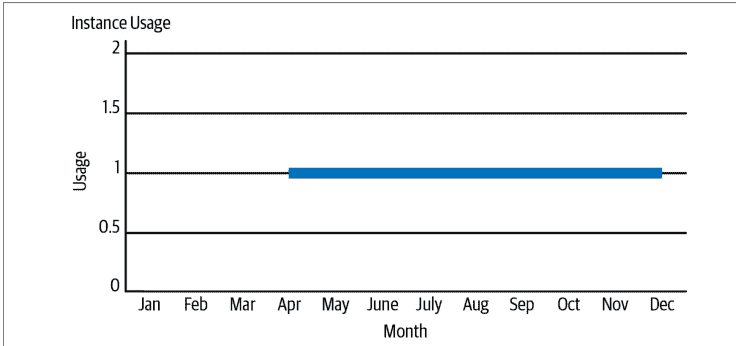 Instance Usage
2
1.5
1
0.5
0
Usage
Jan Feb Mar Apr May June July Aug Sep Oct Nov Dec
Month